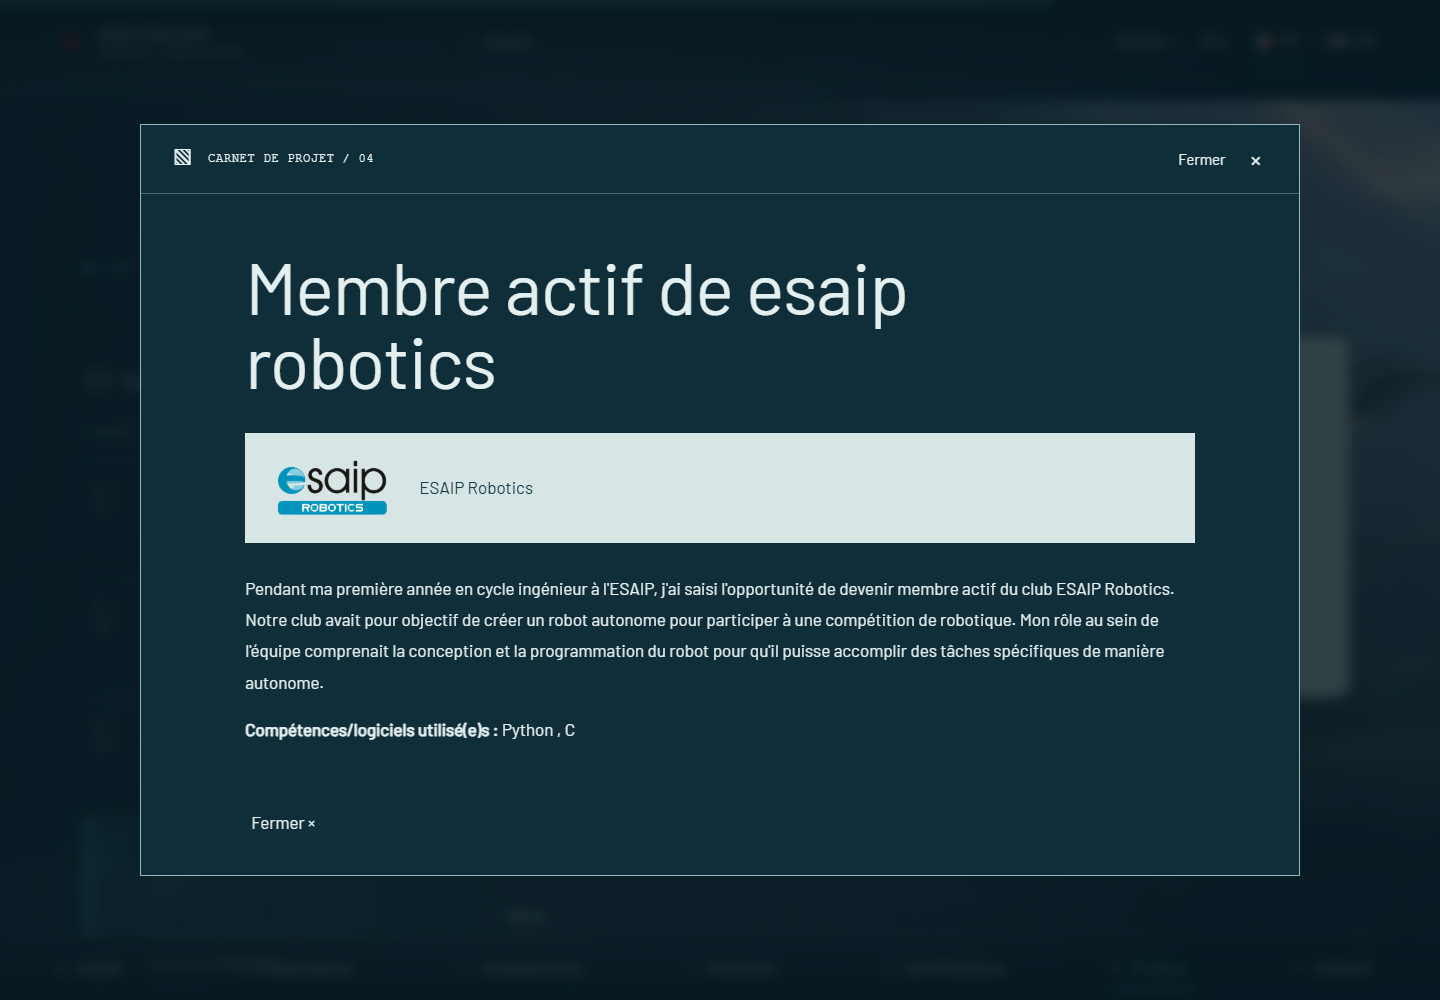 CARNET DE PROJET / 04
Fermer ×
Membre actif de esaip
robotics
esaip
ROBOTICS
ESAIP Robotics
Pendant ma première année en cycle ingénieur à l'ESAIP, j'ai saisi l'opportunité de devenir membre actif du club ESAIP Robotics.
Notre club avait pour objectif de créer un robot autonome pour participer à une compétition de robotique. Mon rôle au sein de
l'équipe comprenait la conception et la programmation du robot pour qu'il puisse accomplir des tâches spécifiques de manière
autonome.
Compétences/logiciels utilisé(e)s : Python , C
Fermer ×